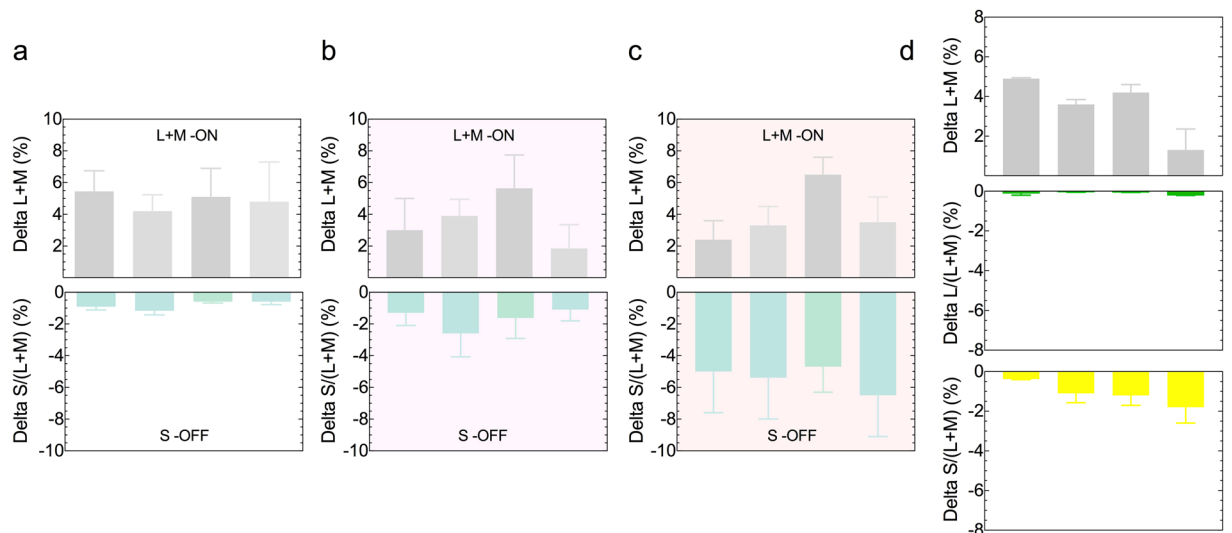 a
b
c
d
Delta L+M (%)
10
8
6
4
2
L+M -ON
Delta S/(L+M) (%)
0
-2
-4
-6
-8
-10
S -OFF
Delta L+M (%)
10
8
6
4
2
L+M -ON
Delta S/(L+M) (%)
0
-2
-4
-6
-8
-10
S -OFF
Delta L+M (%)
10
8
6
4
2
L+M -ON
Delta S/(L+M) (%)
0
-2
-4
-6
-8
-10
S -OFF
Delta L+M (%)
8
6
4
2
Delta L/(L+M) (%)
0
-2
-4
-6
-8
Delta S/(L+M) (%)
0
-2
-4
-6
-8